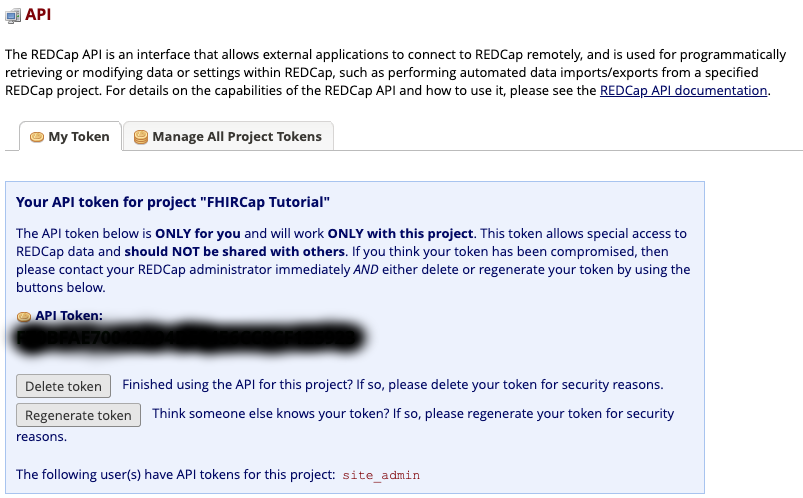 API
The REDCap API is an interface that allows external applications to connect to REDCap remotely, and is used for programmatically
retrieving or modifying data or settings within REDCap, such as performing automated data imports/exports from a specified
REDCap project. For details on the capabilities of the REDCap API and how to use it, please see the REDCap API documentation.
My Token
Manage All Project Tokens
Your API token for project "FHIRCap Tutorial"
The API token below is ONLY for you and will work ONLY with this project. This token allows special access to
REDCap data and should NOT be shared with others. If you think your token has been compromised, then
please contact your REDCap administrator immediately AND either delete or regenerate your token by using the
buttons below.
API Token:
Delete token Finished using the API for this project? If so, please delete your token for security reasons.
Regenerate token Think someone else knows your token? If so, please regenerate your token for security
reasons.
The following user(s) have API tokens for this project: site_admin